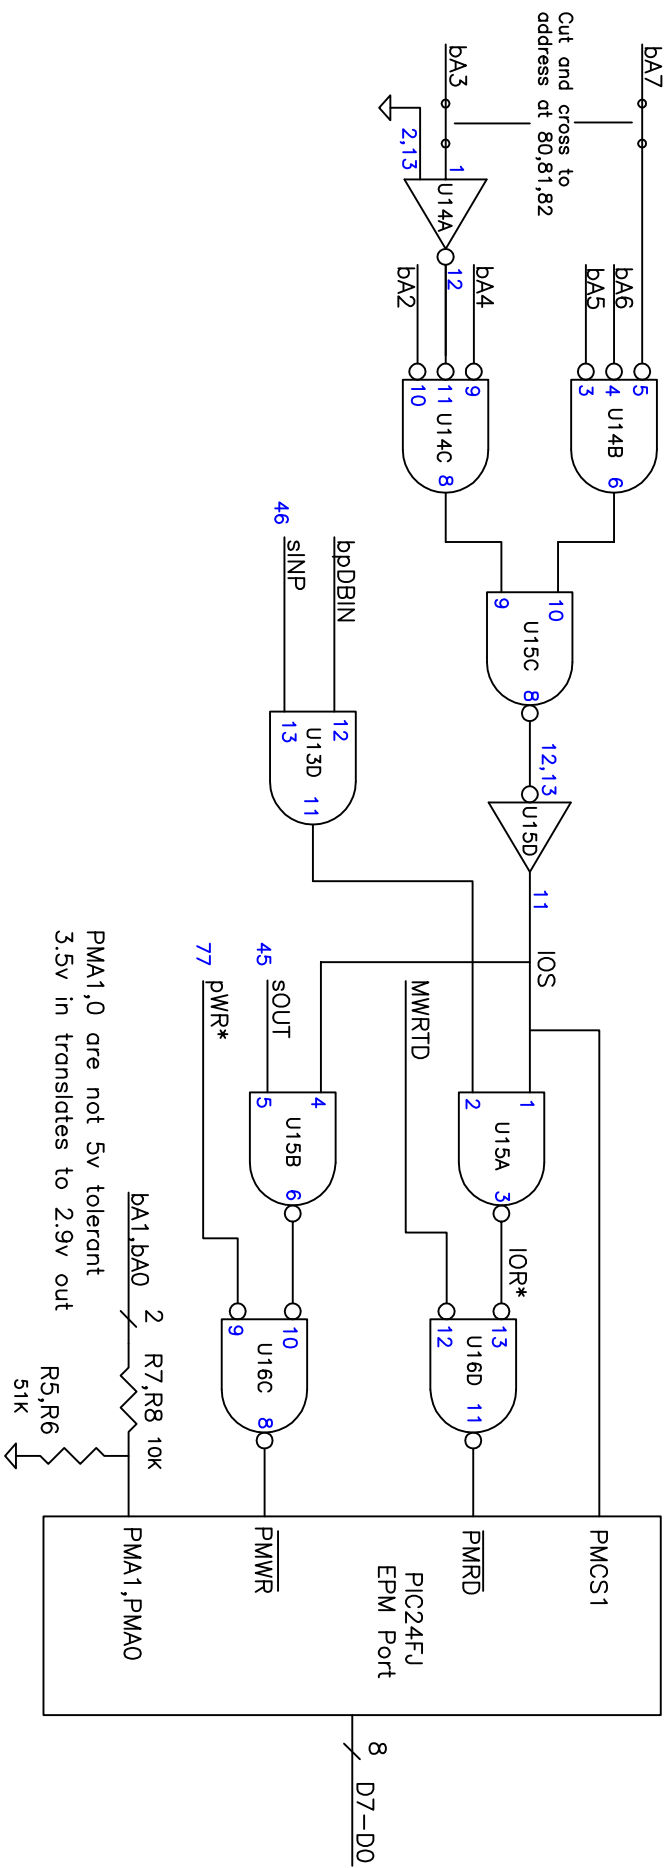 Cut and cross to
address at 80,81,82
bA7
bA3
2,13
1
U14A
12
bA6
bA5
5
4
3
U14B
6
bA4
bA2
9
11
10
U14C
8
10
9
U15C
8
12,13
U15D
11
IOS
bpDBIN
46
sINP
12
13
U13D
11
MWRTD
1
2
U15A
3
IOR*
13
12
U16D
11
45
sOUT
77
pWR*
4
5
U15B
6
10
9
U16C
8
PMA1,0 are not 5v tolerant
3.5v in translates to 2.9v out
bA1,bA0
2
R7,R8
10K
R5,R6
51K
PMCS1
PMRD
PMWR
PMA1,PMA0
PIC24FJ
EPM Port
8
D7-D0